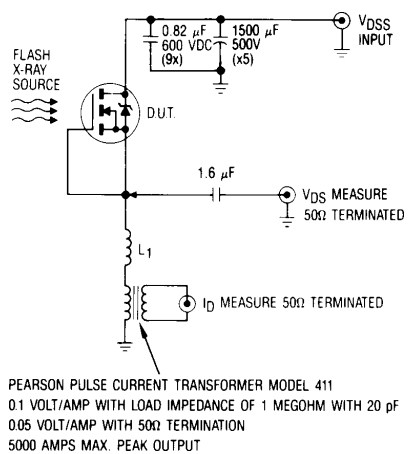 0.82 µF
600 VDC
(9x)
1500 µF
500V
(x5)
VDSS
INPUT
FLASH
X-RAY
SOURCE
D.U.T.
1.6 µF
VDS MEASURE
50Ω TERMINATED
L1
ID MEASURE 50Ω TERMINATED
PEARSON PULSE CURRENT TRANSFORMER MODEL 411
0.1 VOLT/AMP WITH LOAD IMPEDANCE OF 1 MEGOHM WITH 20 pF
0.05 VOLT/AMP WITH 50Ω TERMINATION
5000 AMPS MAX. PEAK OUTPUT